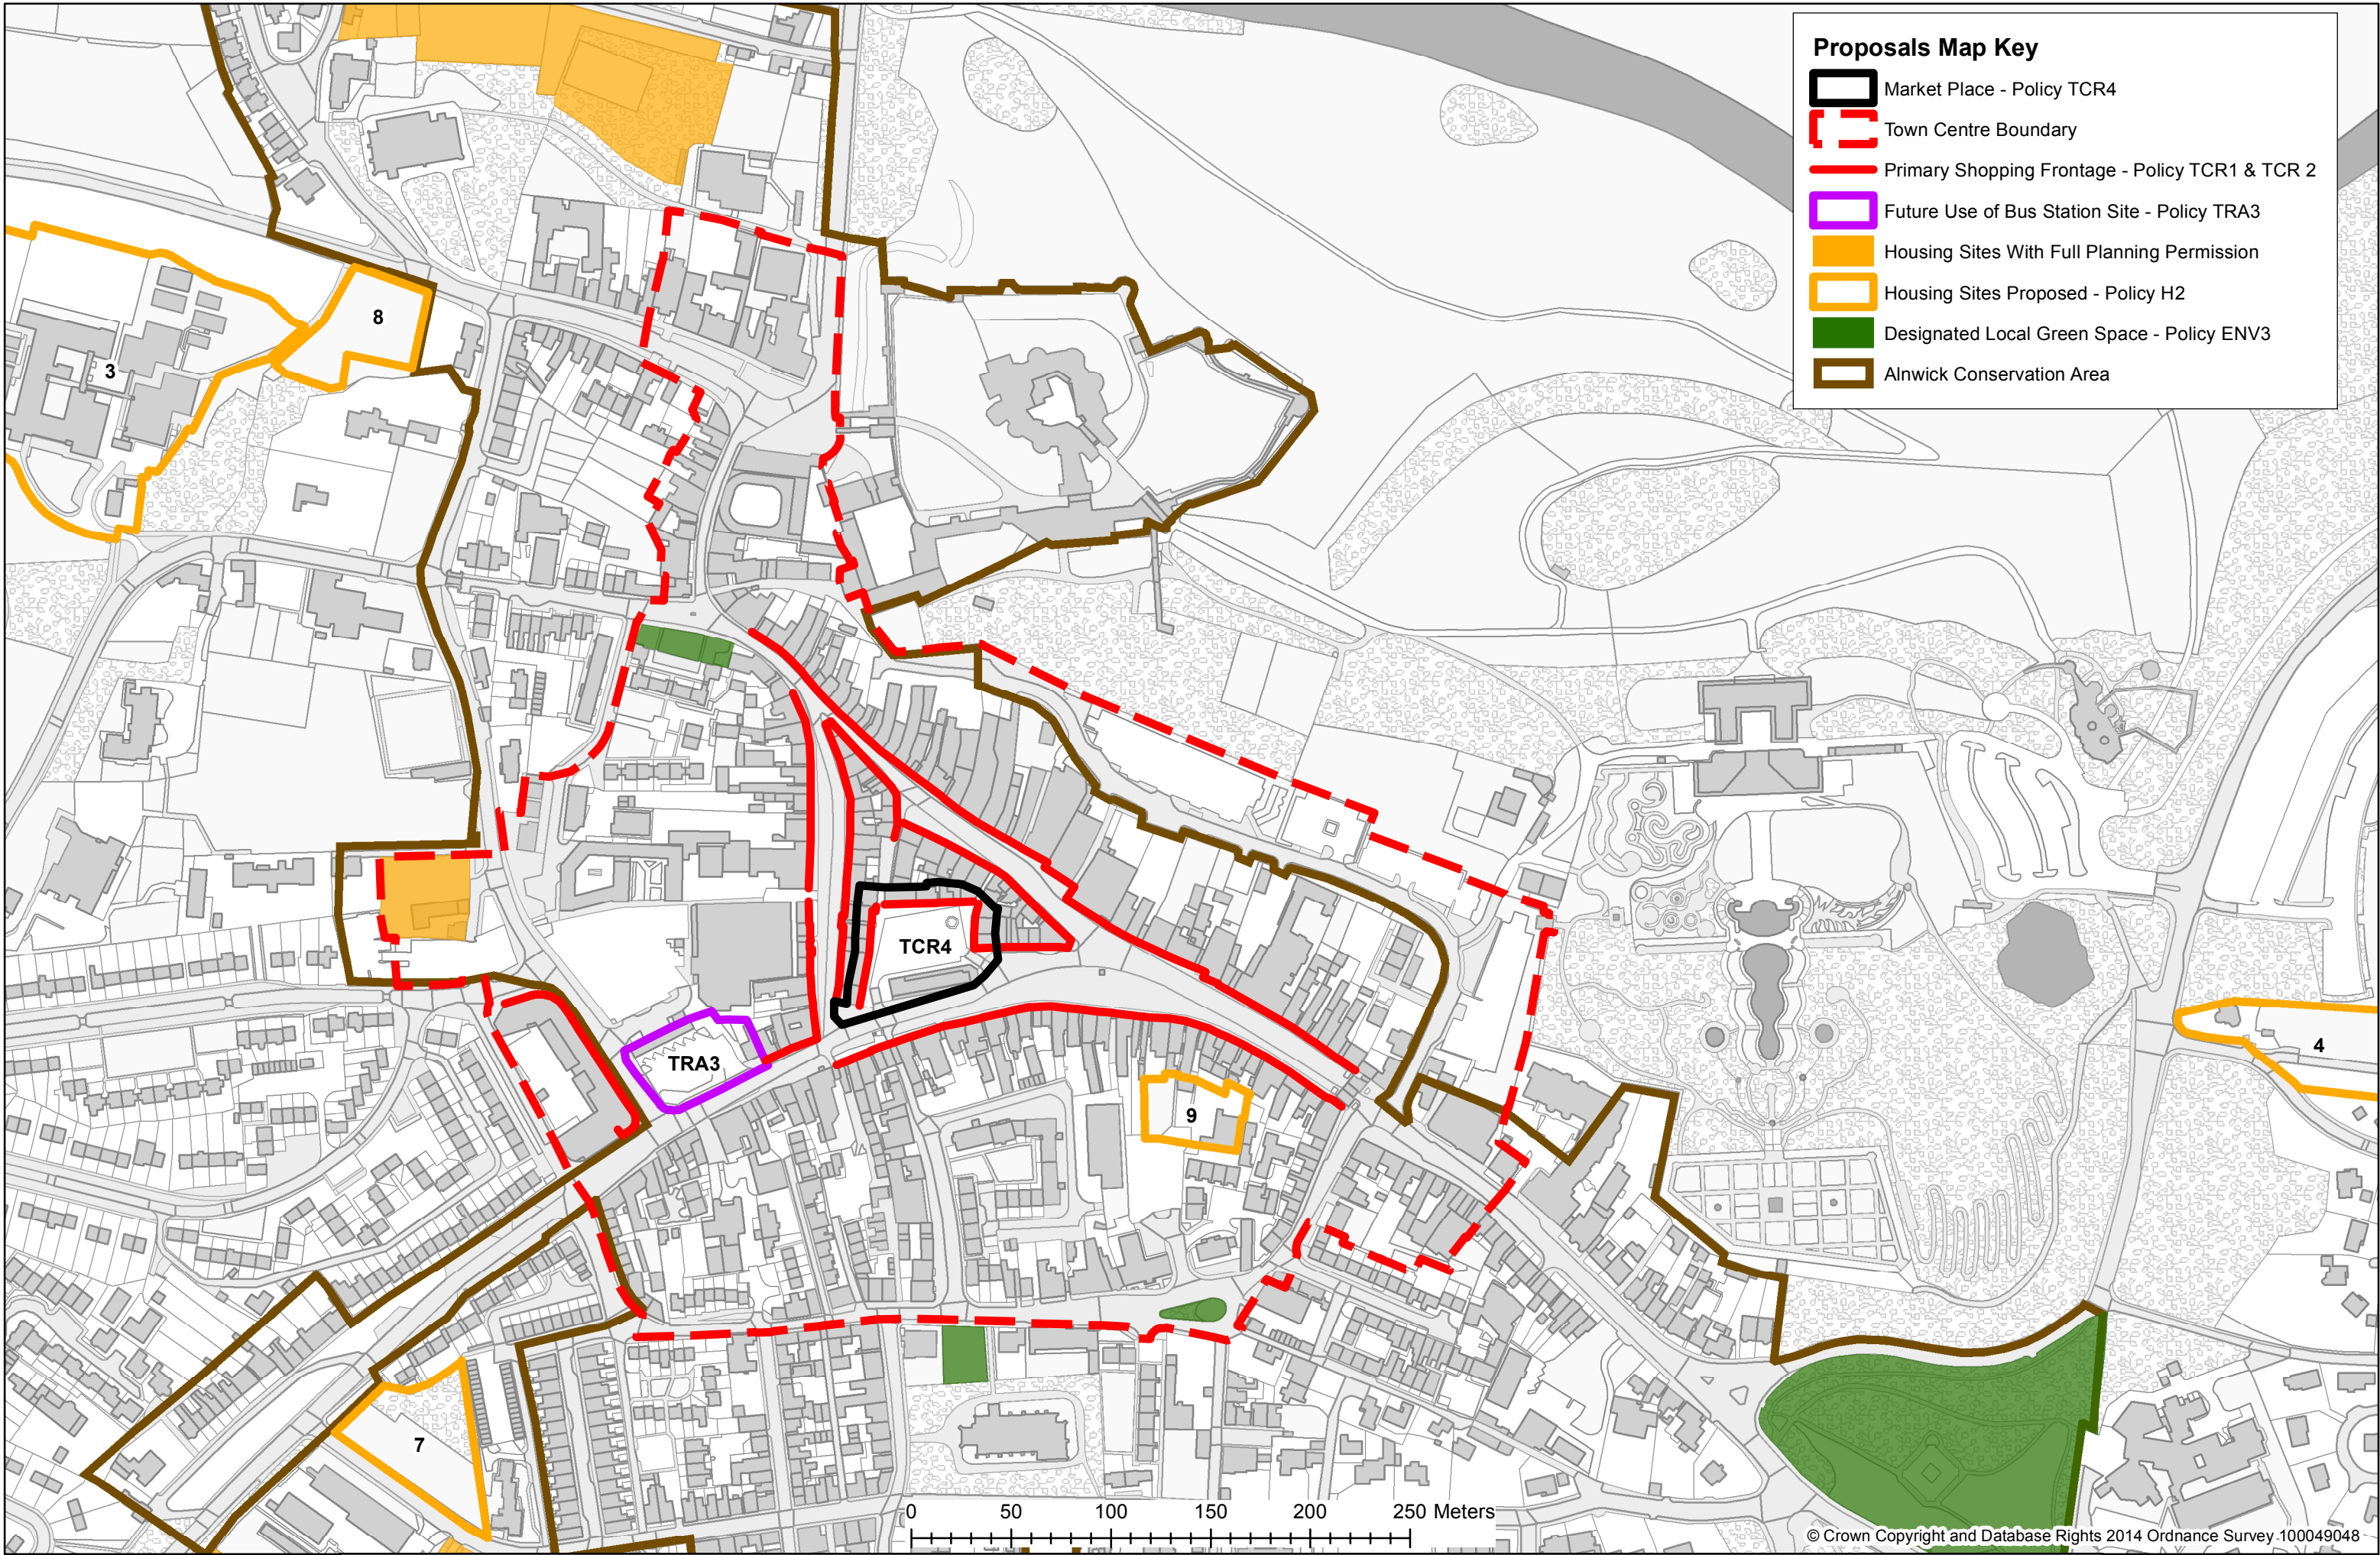 Proposals Map Key
Market Place - Policy TCR4
Town Centre Boundary
Primary Shopping Frontage - Policy TCR1 & TCR 2
Future Use of Bus Station Site - Policy TRA3
Housing Sites With Full Planning Permission
Housing Sites Proposed - Policy H2
Designated Local Green Space - Policy ENV3
Alnwick Conservation Area
8
3
TCR4
TRA3
4
9
7
0 50 100 150 200 250 Meters
© Crown Copyright and Database Rights 2014 Ordnance Survey 100049048